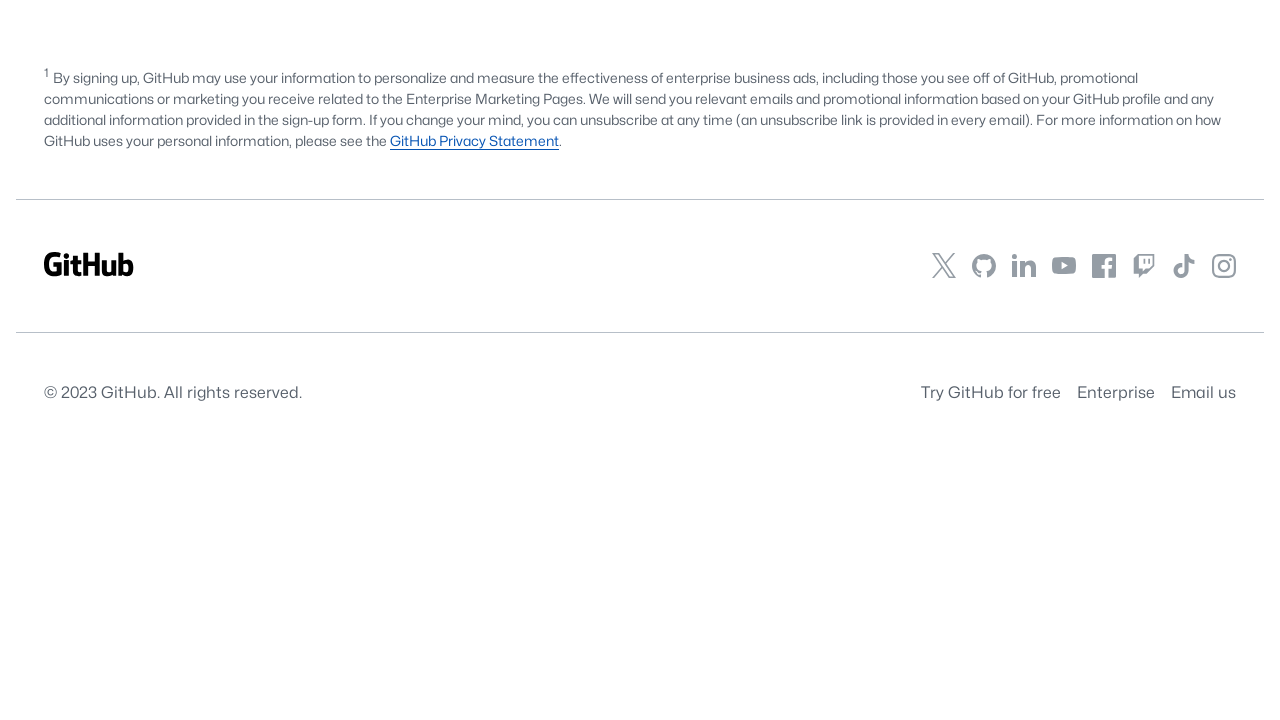 1 By signing up, GitHub may use your information to personalize and measure the effectiveness of enterprise business ads, including those you see off of GitHub, promotional
communications or marketing you receive related to the Enterprise Marketing Pages. We will send you relevant emails and promotional information based on your GitHub profile and any
additional information provided in the sign-up form. If you change your mind, you can unsubscribe at any time (an unsubscribe link is provided in every email). For more information on how
GitHub uses your personal information, please see the GitHub Privacy Statement.
GitHub
© 2023 GitHub. All rights reserved.
Try GitHub for free Enterprise Email us